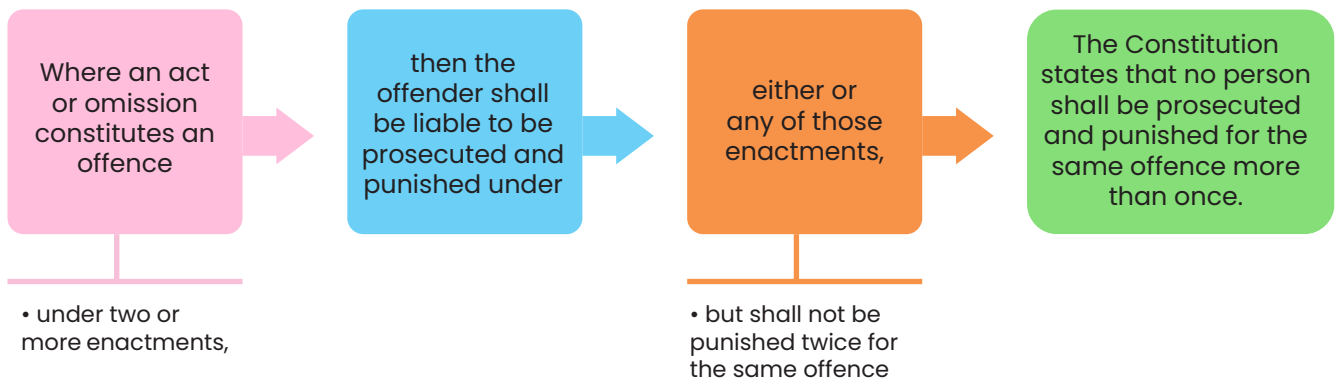 Where an act
or omission
constitutes an
offence
• under two or
more enactments,
then the
offender shall
be liable to be
prosecuted and
punished under
either or
any of those
enactments,
• but shall not be
punished twice for
the same offence
The Constitution
states that no person
shall be prosecuted
and punished for the
same offence more
than once.